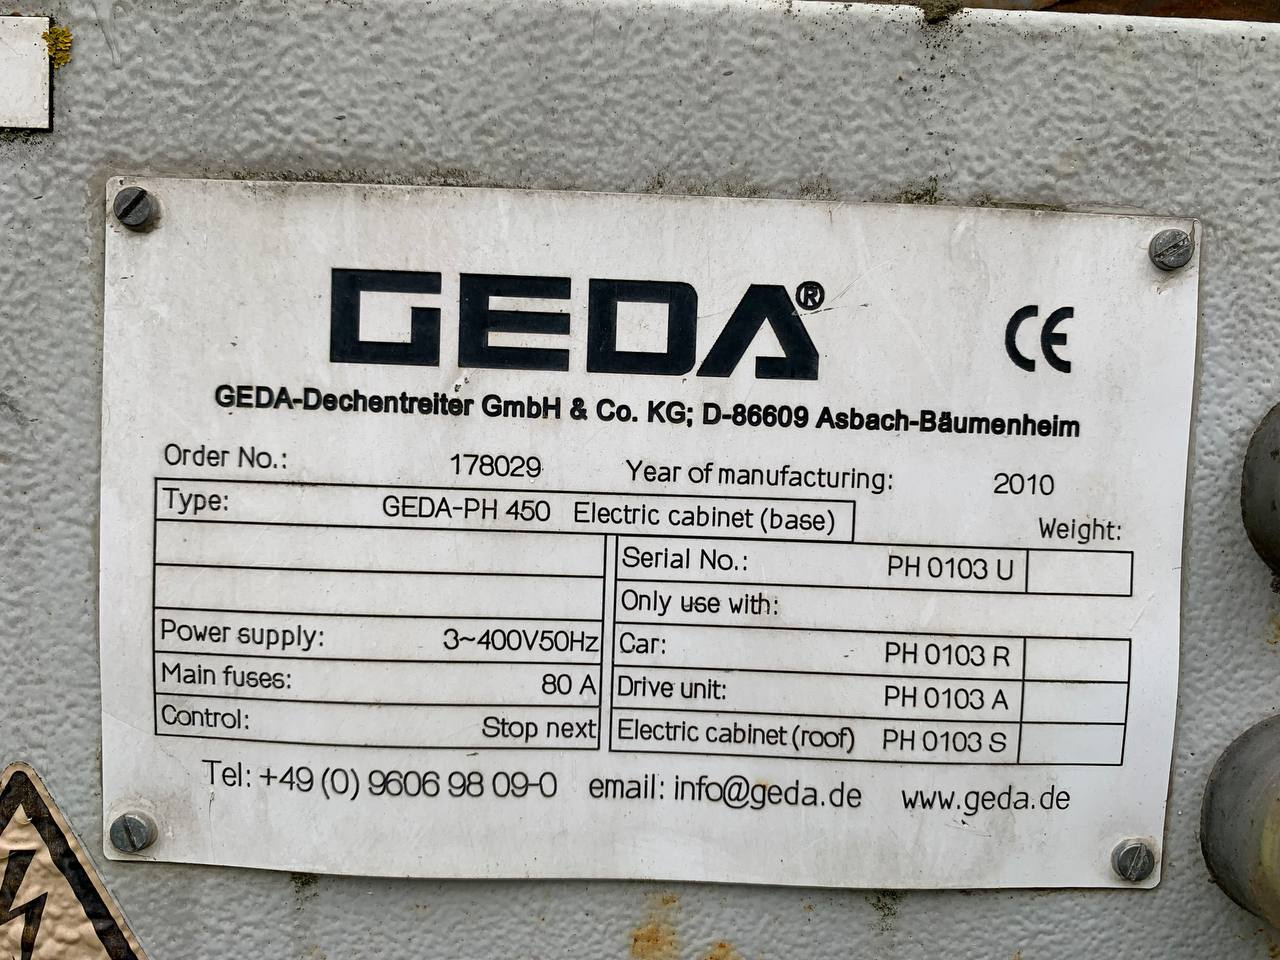 GEDA®
CE
GEDA-Dechentreiter GmbH & Co. KG; D-86609 Asbach-Bäumenheim
Order No.: 178029 Year of manufacturing: 2010
Type: GEDA-PH 450 Electric cabinet (base)
Weight:
Serial No.: PH 0103 U
Only use with:
Power supply: 3~400V50Hz
Car: PH 0103 R
Main fuses: 80 A
Drive unit: PH 0103 A
Control: Stop next
Electric cabinet (roof) PH 0103 S
Tel: +49 (0) 9606 98 09-0 email: info@geda.de www.geda.de